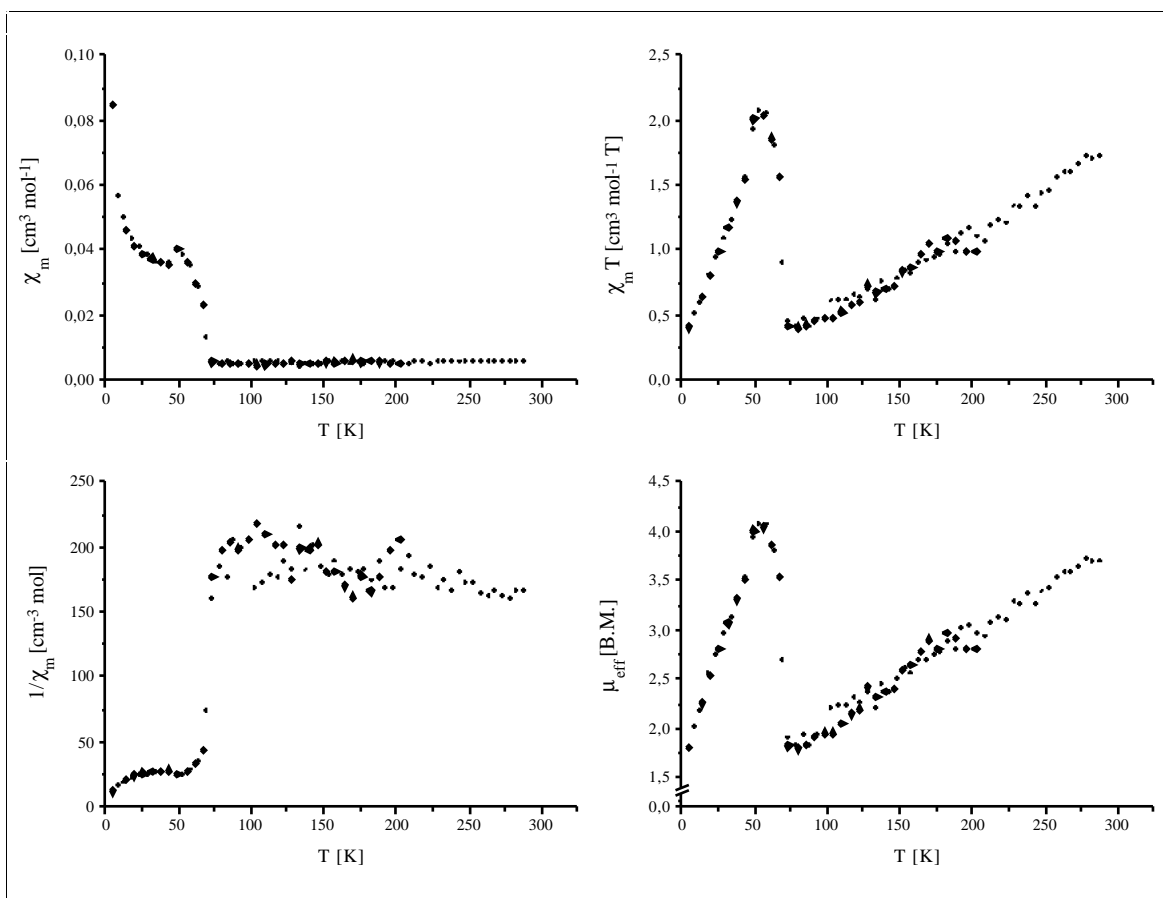 0,10
0,08
0,06
0,04
0,02
0,00
χm [cm3 mol-1]
0 50 100 150 200 250 300
T [K]
2,5
2,0
1,5
1,0
0,5
0,0
χmT [cm3 mol-1 T]
0 50 100 150 200 250 300
T [K]
250
200
150
100
50
0
1/χm [cm-3 mol]
0 50 100 150 200 250 300
T [K]
4,5
4,0
3,5
3,0
2,5
2,0
1,5
0,0
μeff[B.M.]
0 50 100 150 200 250 300
T [K]